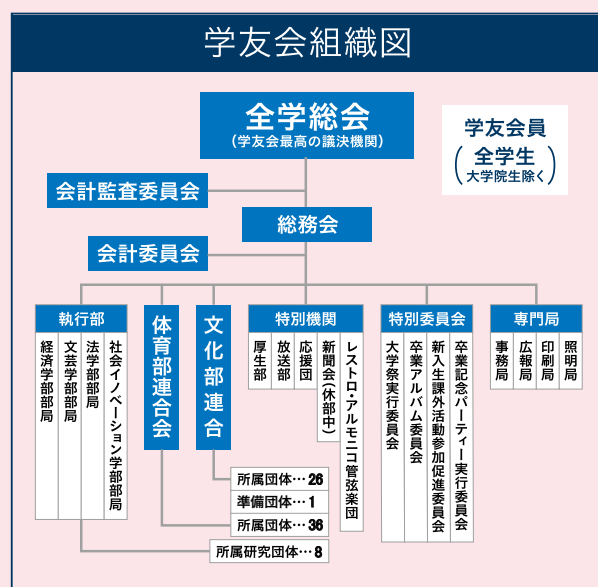 学友会組織図
全学総会
(学友会最高の議決機関)
学友会員
(全学生
大学院生除く)
会計監査委員会
総務会
会計委員会
執行部
経済学部部局
文芸学部部局
法学部部局
社会イノベーション学部部局
体育部連合会
文化部連合
特別機関
厚生部
放送部
応援団
新聞会(休部中)
レストロ・アルモニコ管弦楽団
特別委員会
大学祭実行委員会
卒業アルバム委員会
新入生課外活動参加促進委員会
卒業記念パーティー実行委員会
専門局
事務局
広報局
印刷局
照明局
所属団体…26
準備団体…1
所属団体…36
所属研究団体…8